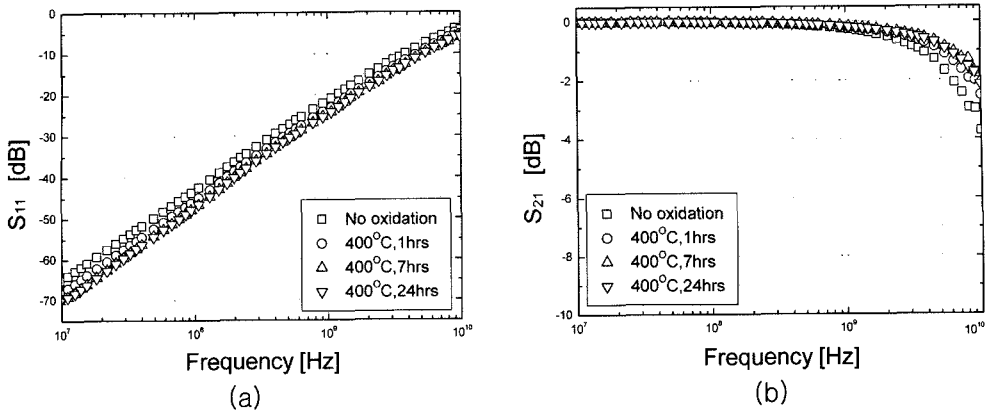 0
-10
-20
-30
-40
-50
-60
-70
S11 [dB]
No oxidation
400°C,1hrs
400°C,7hrs
400°C,24hrs
10^7
10^8
10^9
10^10
Frequency [Hz]
(a)
0
-2
-4
-6
-8
-10
S21 [dB]
No oxidation
400°C,1hrs
400°C,7hrs
400°C,24hrs
10^7
10^8
10^9
10^10
Frequency [Hz]
(b)